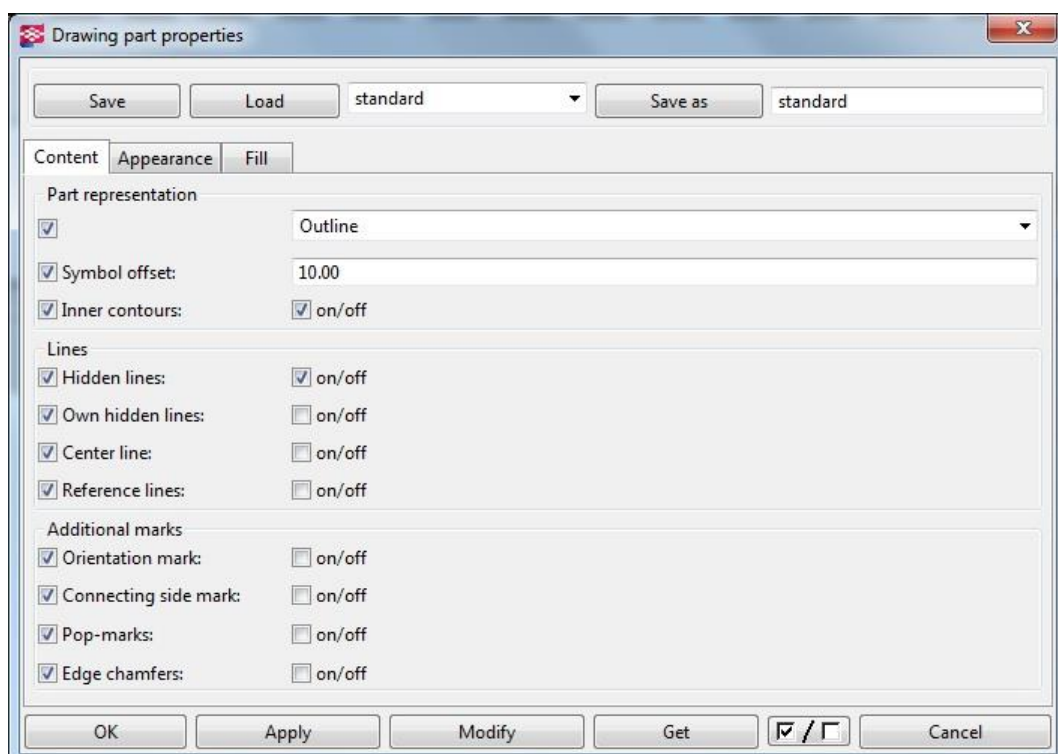 Drawing part properties
Save Load standard Save as standard
Content Appearance Fill
Part representation
Outline
Symbol offset: 10.00
Inner contours: on/off
Lines
Hidden lines: on/off
Own hidden lines: on/off
Center line: on/off
Reference lines: on/off
Additional marks
Orientation mark: on/off
Connecting side mark: on/off
Pop-marks: on/off
Edge chamfers: on/off
OK Apply Modify Get / Cancel